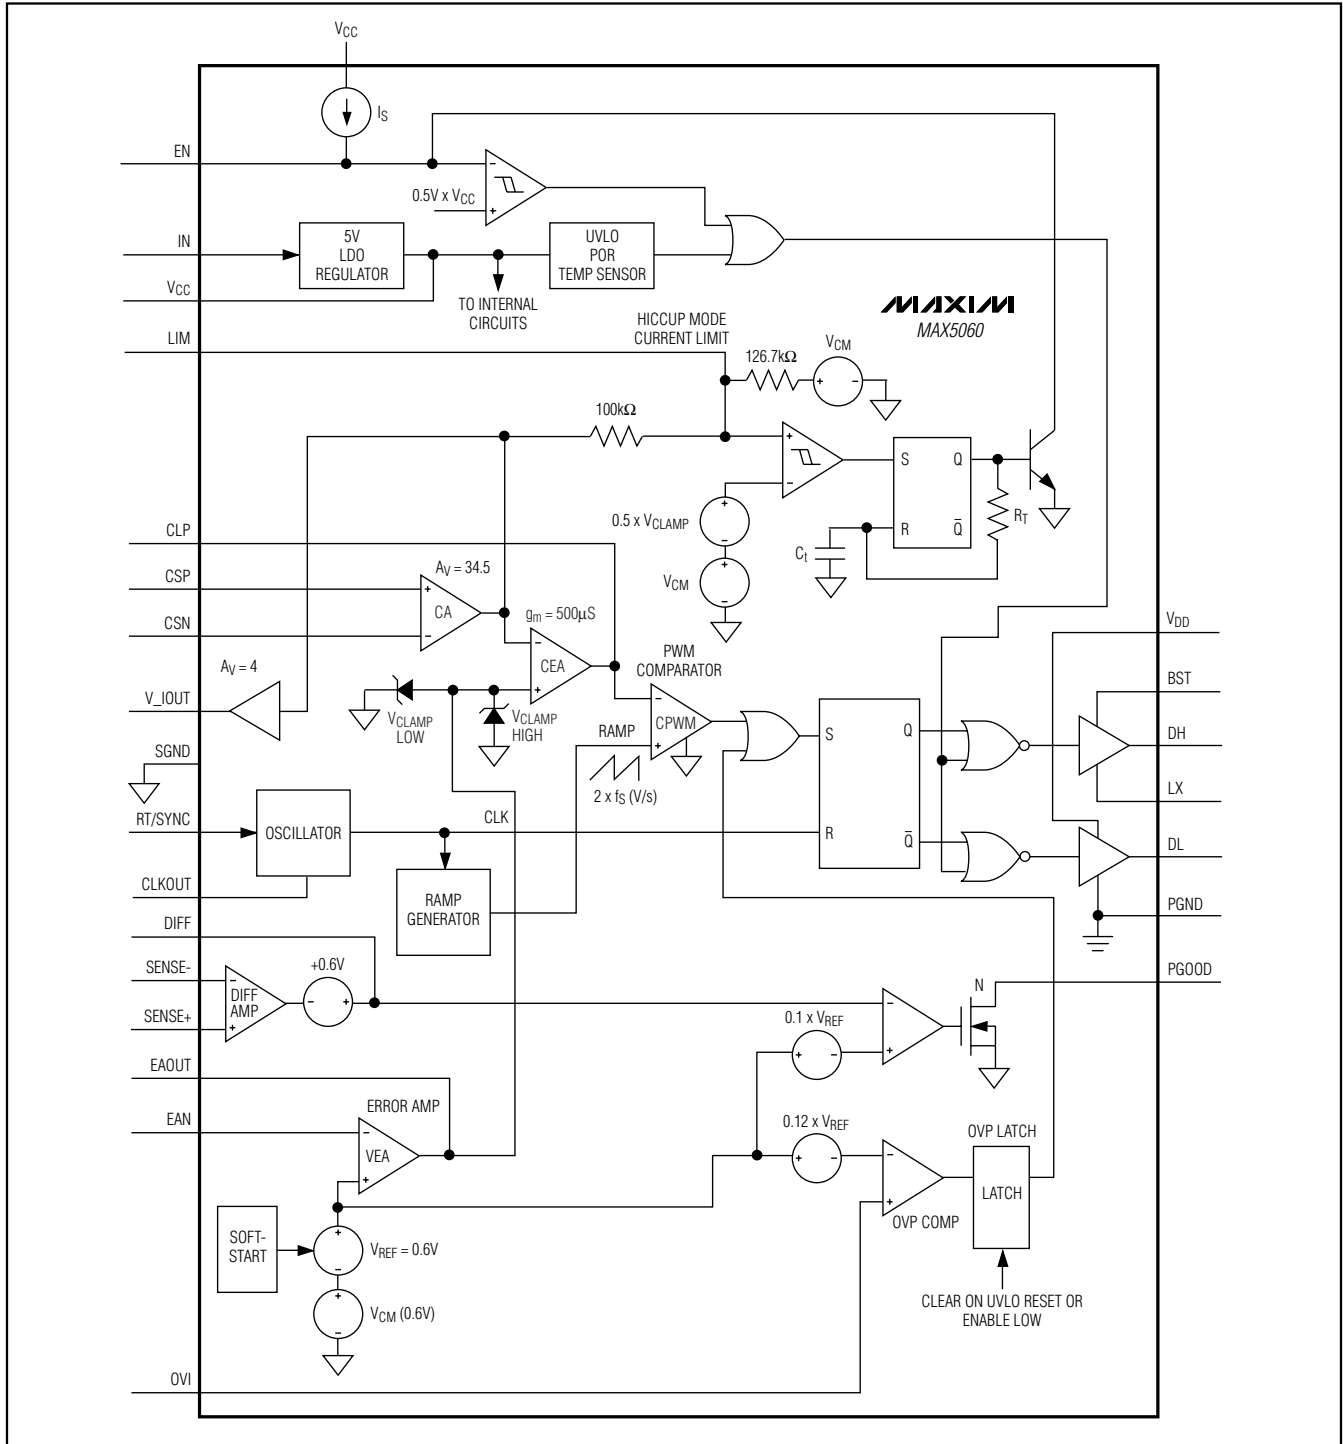 VCC
IS
EN
0.5V x VCC
IN
5V
LDO
REGULATOR
UVLO
POR
TEMP SENSOR
VCC
TO INTERNAL
CIRCUITS
MAXIM
MAX5060
LIM
HICCUP MODE
CURRENT LIMIT
126.7kΩ
VCM
+ -
100kΩ
+
-
S Q
R Q̅
RT
Ct
0.5 x VCLAMP
+
-
VCM
+
-
CLP
CSP
CSN
AV = 34.5
+
CA
-
gm = 500µS
-
CEA
+
PWM
COMPARATOR
-
CPWM
+
AV = 4
V_IOUT
VCLAMP
LOW
VCLAMP
HIGH
RAMP
2 x fS (V/s)
SGND
RT/SYNC
OSCILLATOR
CLK
CLKOUT
RAMP
GENERATOR
S Q
R Q̅
VDD
BST
DH
LX
DL
PGND
PGOOD
DIFF
SENSE-
SENSE+
-
DIFF
AMP
+
+0.6V
- +
N
0.1 x VREF
+ -
-
+
EAOUT
EAN
ERROR AMP
-
VEA
+
0.12 x VREF
+ -
-
+
OVP COMP
OVP LATCH
LATCH
CLEAR ON UVLO RESET OR
ENABLE LOW
SOFT-
START
+
-
VREF = 0.6V
+
-
VCM (0.6V)
OVI